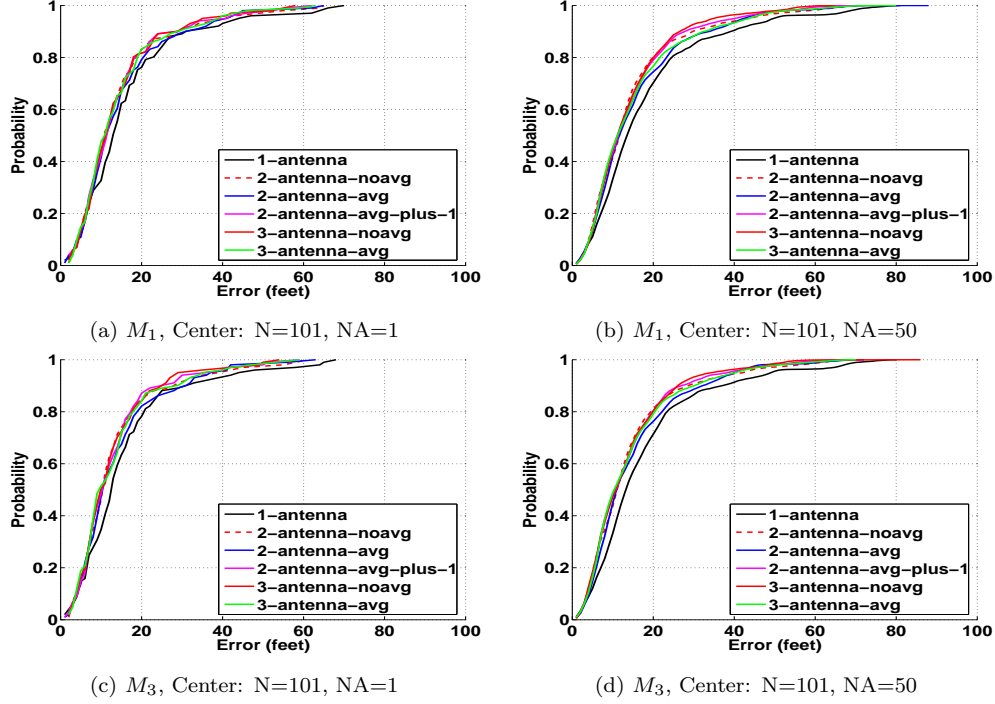 1
0.8
0.6
0.4
0.2
0
Probability
1−antenna
2−antenna−noavg
2−antenna−avg
2−antenna−avg−plus−1
3−antenna−noavg
3−antenna−avg
0 20 40 60 80 100
Error (feet)
(a) M1, Center: N=101, NA=1
1
0.8
0.6
0.4
0.2
0
Probability
1−antenna
2−antenna−noavg
2−antenna−avg
2−antenna−avg−plus−1
3−antenna−noavg
3−antenna−avg
0 20 40 60 80 100
Error (feet)
(b) M1, Center: N=101, NA=50
1
0.8
0.6
0.4
0.2
0
Probability
1−antenna
2−antenna−noavg
2−antenna−avg
2−antenna−avg−plus−1
3−antenna−noavg
3−antenna−avg
0 20 40 60 80 100
Error (feet)
(c) M3, Center: N=101, NA=1
1
0.8
0.6
0.4
0.2
0
Probability
1−antenna
2−antenna−noavg
2−antenna−avg
2−antenna−avg−plus−1
3−antenna−noavg
3−antenna−avg
0 20 40 60 80 100
Error (feet)
(d) M3, Center: N=101, NA=50